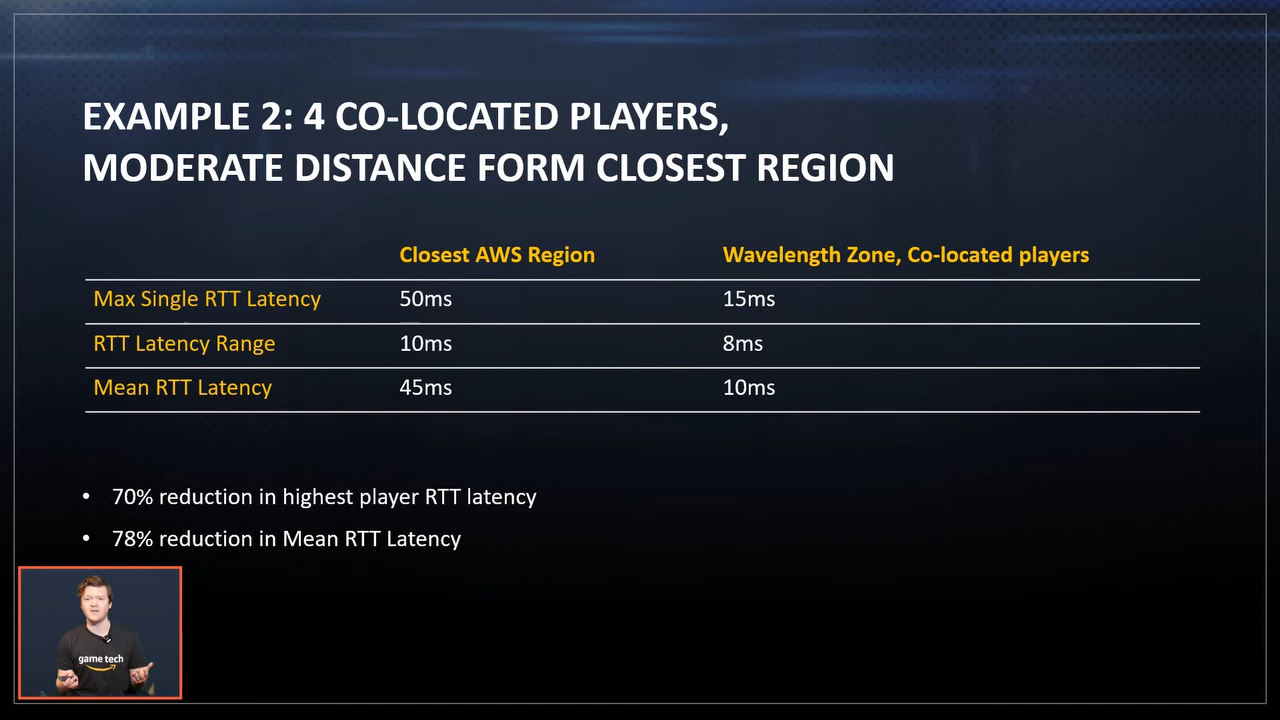 EXAMPLE 2: 4 CO-LOCATED PLAYERS,
MODERATE DISTANCE FORM CLOSEST REGION
Closest AWS Region Wavelength Zone, Co-located players
Max Single RTT Latency 50ms 15ms
RTT Latency Range 10ms 8ms
Mean RTT Latency 45ms 10ms
• 70% reduction in highest player RTT latency
• 78% reduction in Mean RTT Latency
game tech